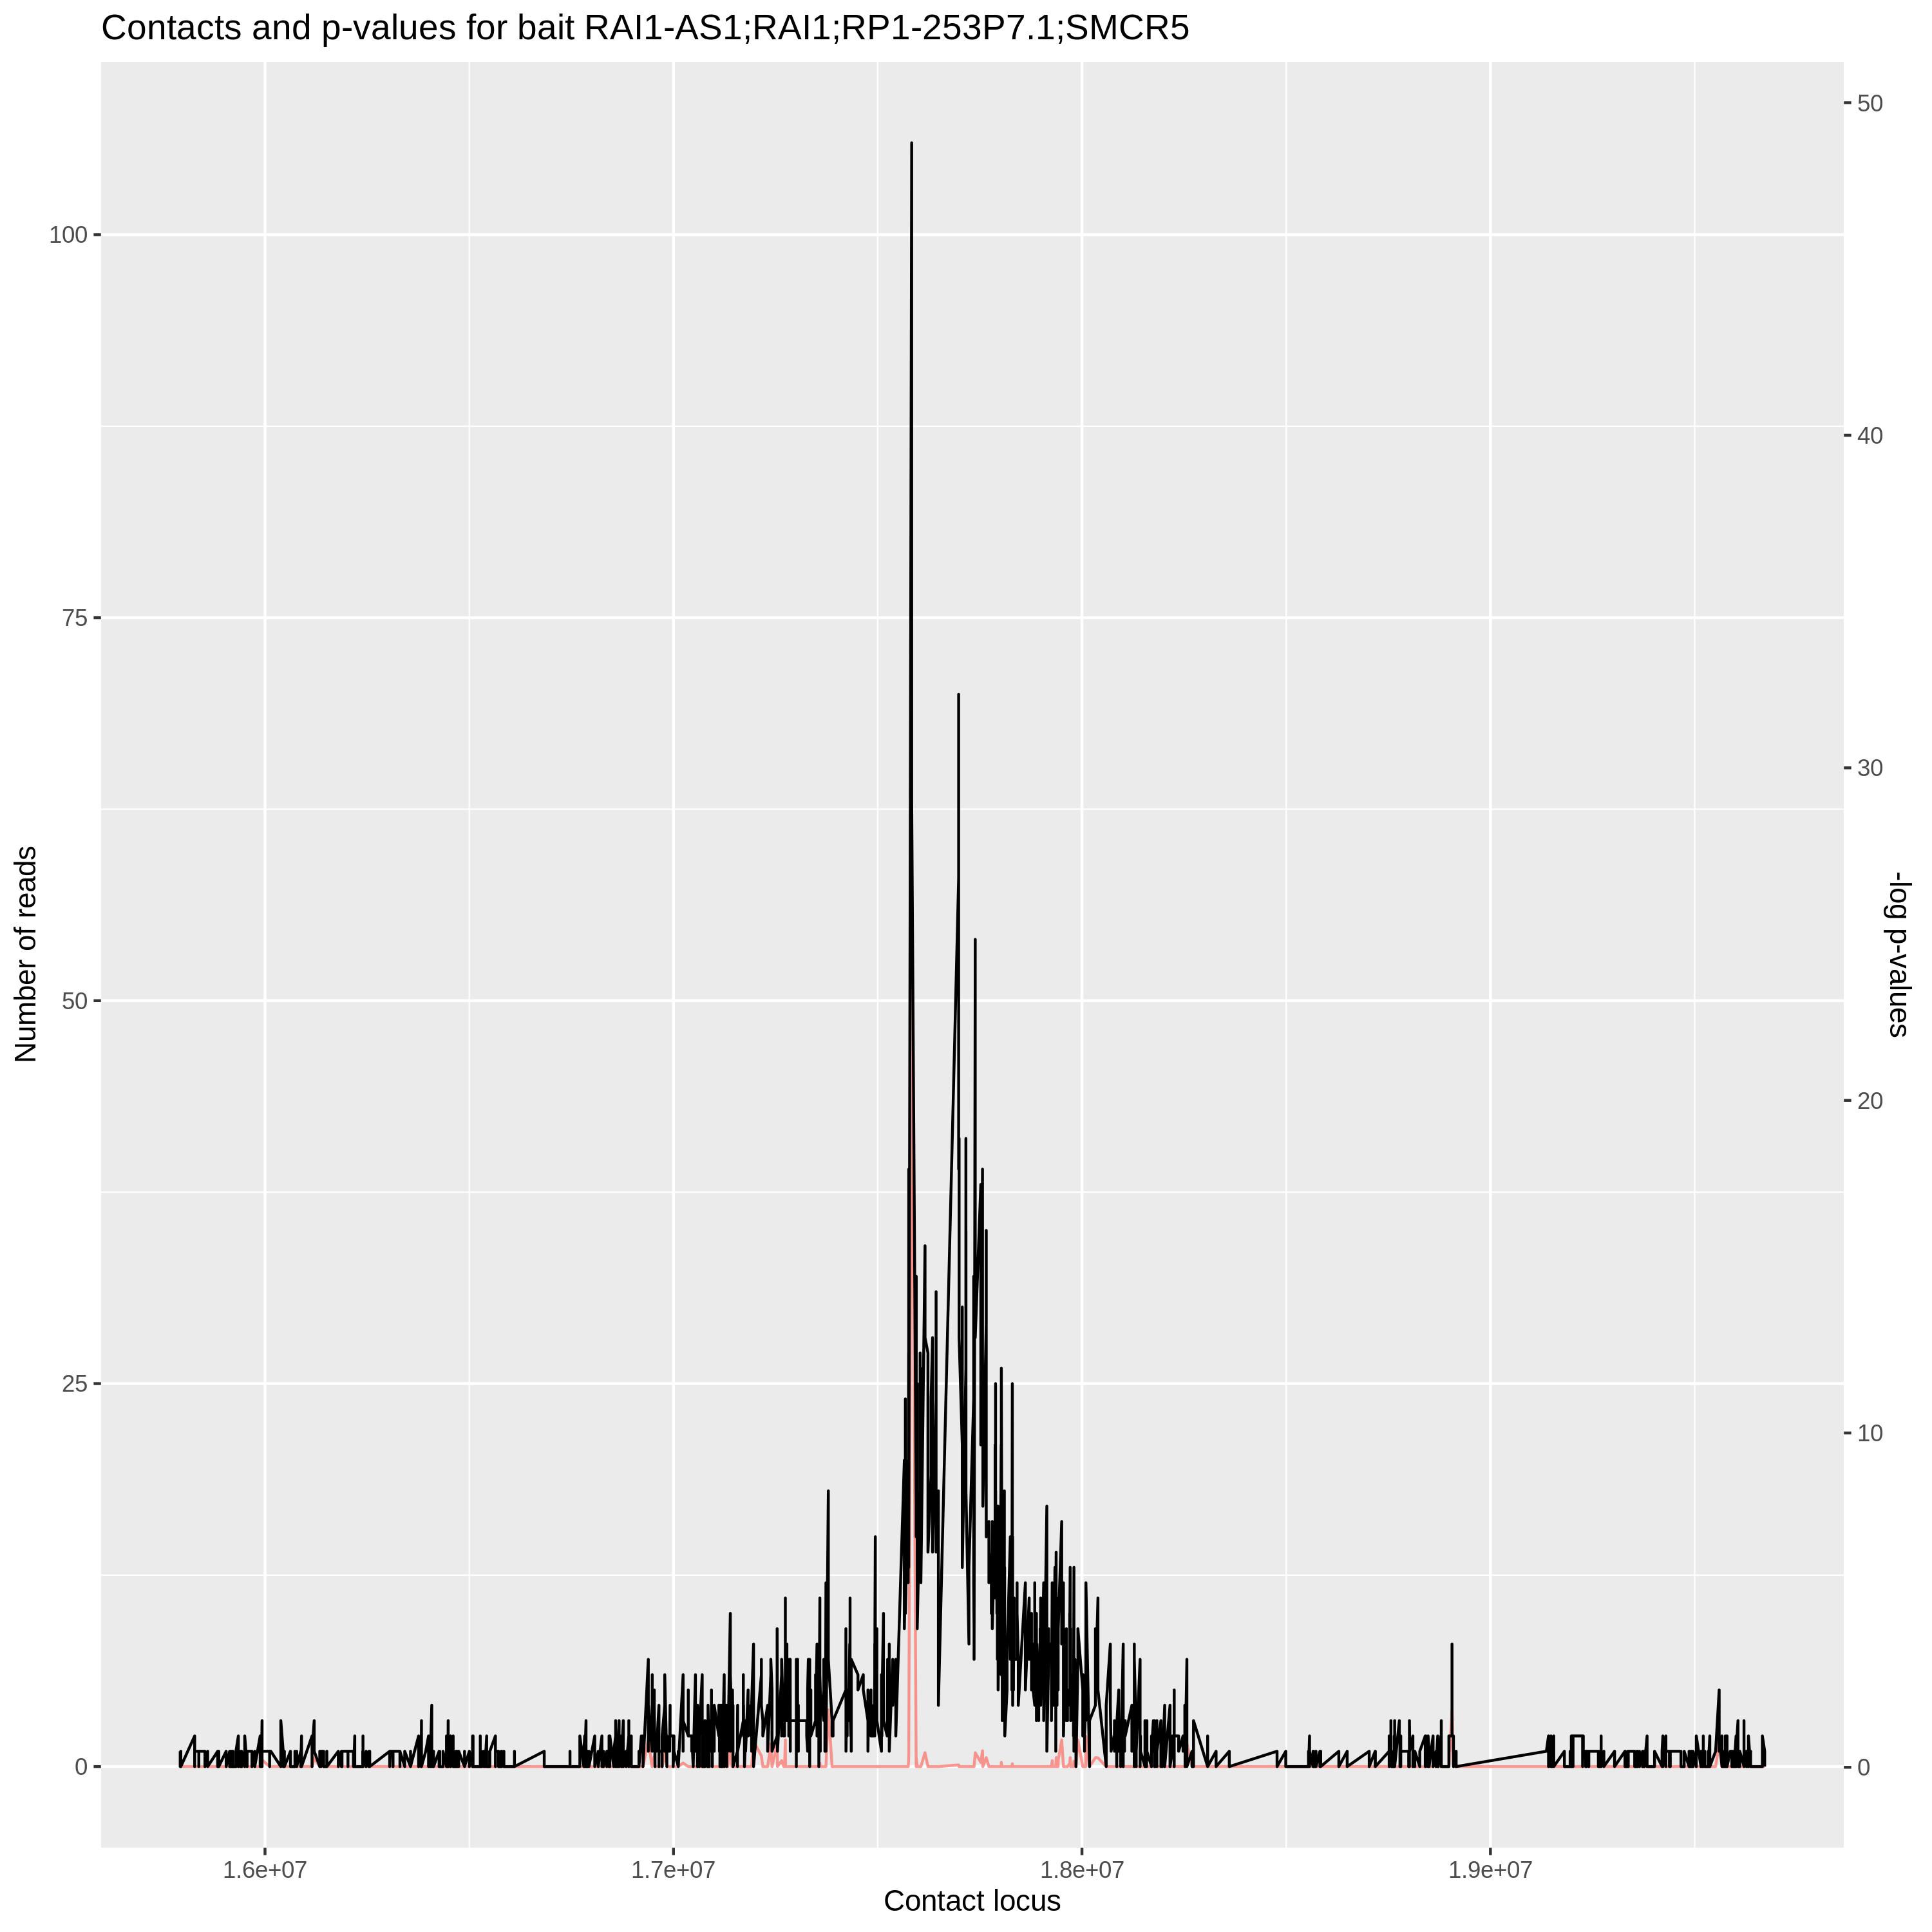 Contacts and p-values for bait RAI1-AS1;RAI1;RP1-253P7.1;SMCR5
100
75
50
25
0
Number of reads
50
40
30
20
10
0
-log p-values
1.6e+07
1.7e+07
1.8e+07
1.9e+07
Contact locus